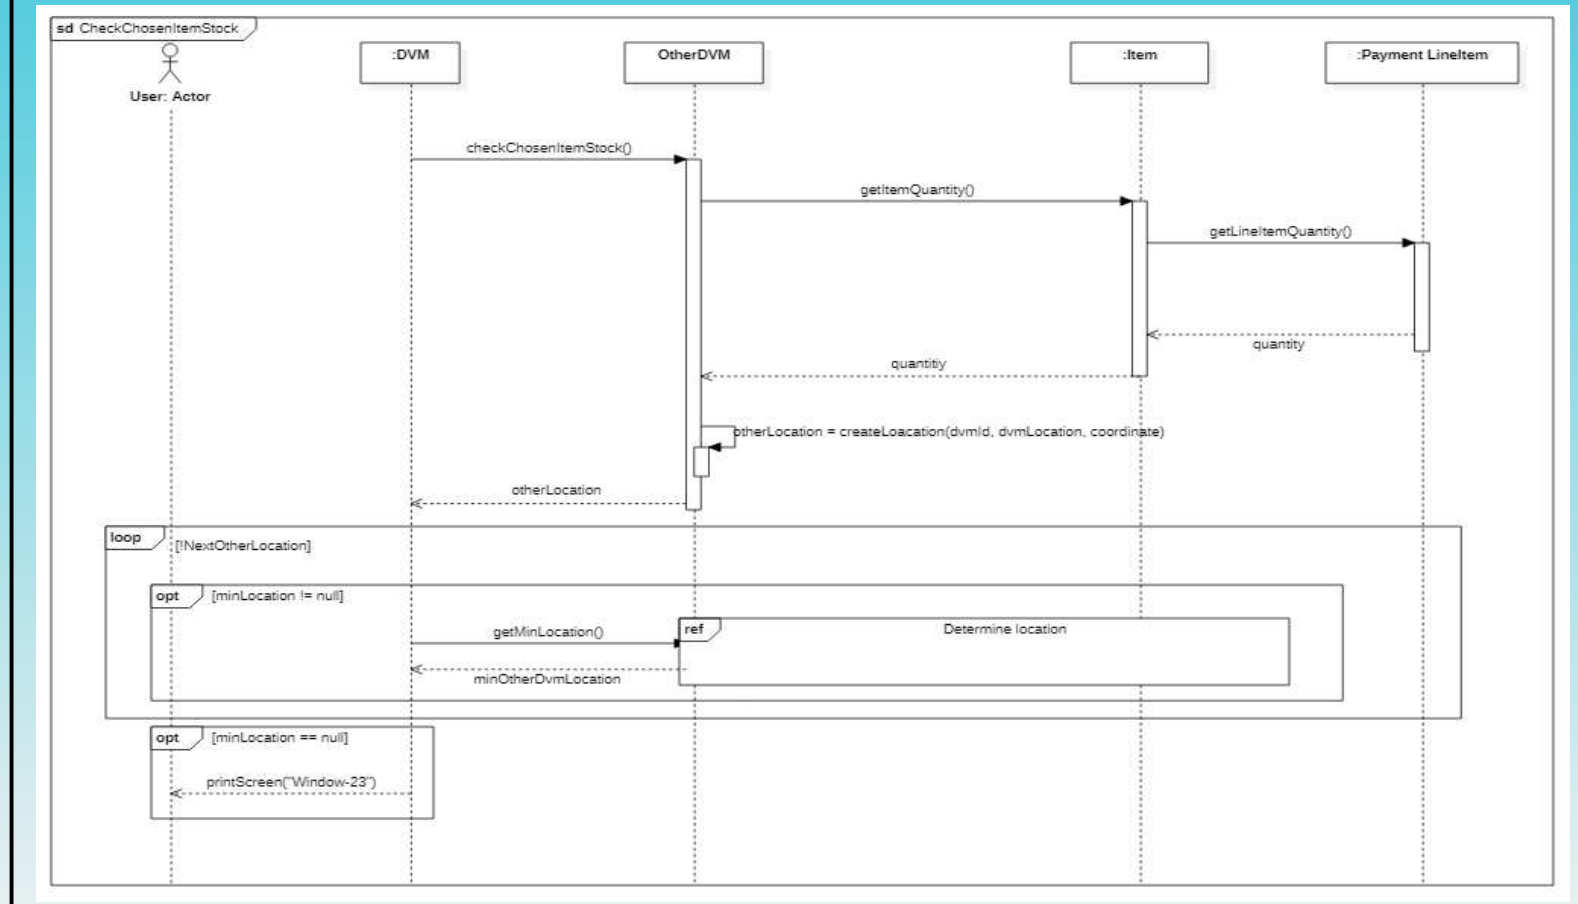 sd CheckChosenItemStock
User: Actor
:DVM
OtherDVM
:Item
:Payment LineItem
checkChosenItemStock()
getItemQuantity()
getLineItemQuantity()
quantity
quantitiy
otherLocation = createLoacation(dvmId, dvmLocation, coordinate)
otherLocation
loop
[!NextOtherLocation]
opt
[minLocation != null]
getMinLocation()
ref
Determine location
minOtherDvmLocation
opt
[minLocation == null]
printScreen("Window-23")